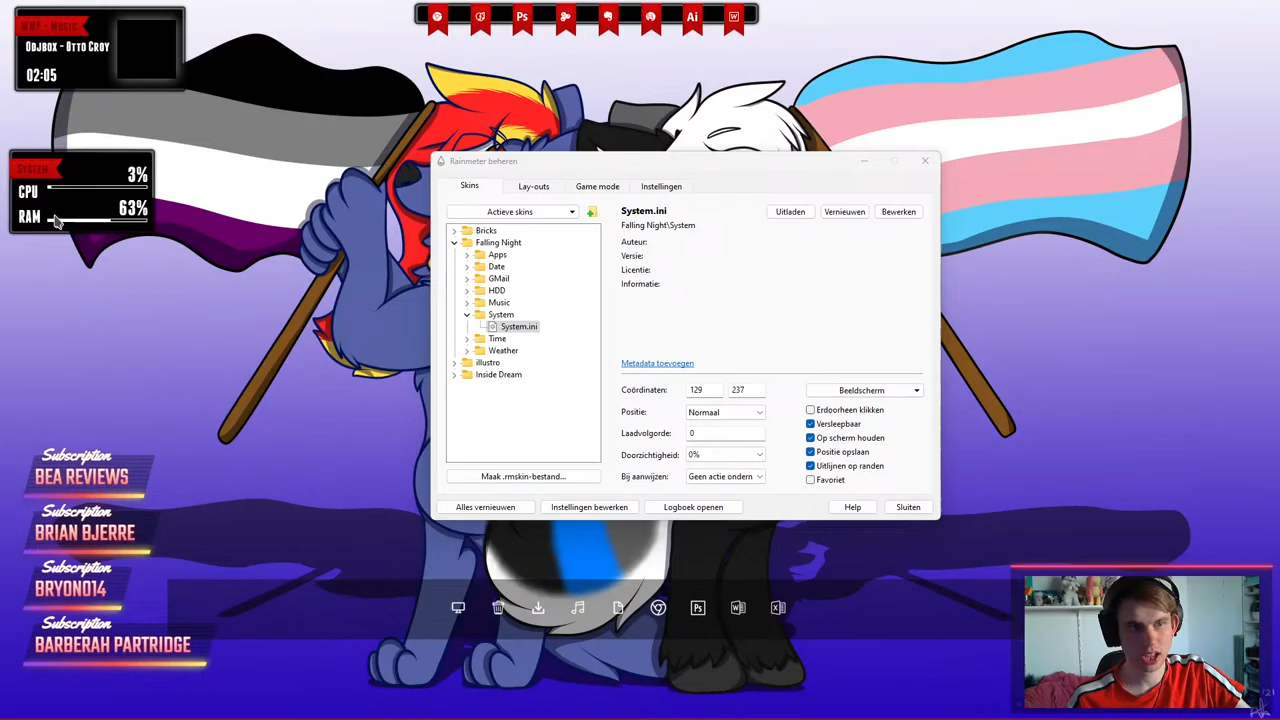 WMP - Music
Odjbox - Otto Croy
02:05
Ps
Ai
W
System
CPU
3%
RAM
63%
Rainmeter beheren
Skins
Lay-outs
Game mode
Instellingen
Actieve skins
Bricks
Falling Night
Apps
Date
GMail
HDD
Music
System
System.ini
Time
Weather
illustro
Inside Dream
Maak .rmskin-bestand...
System.ini
Falling Night\System
Uitladen
Vernieuwen
Bewerken
Auteur:
Versie:
Licentie:
Informatie:
Metadata toevoegen
Coördinaten:
129
237
Beeldscherm
Positie:
Normaal
Laadvolgorde:
0
Doorzichtigheid:
0%
Bij aanwijzen:
Geen actie ondern
Erdoorheen klikken
Versleepbaar
Op scherm houden
Positie opslaan
Uitlijnen op randen
Favoriet
Alles vernieuwen
Instellingen bewerken
Logboek openen
Help
Sluiten
Subscription
BEA REVIEWS
Subscription
BRIAN BJERRE
Subscription
BRYONO14
Subscription
BARBERAH PARTRIDGE
Ps
W
X
/21